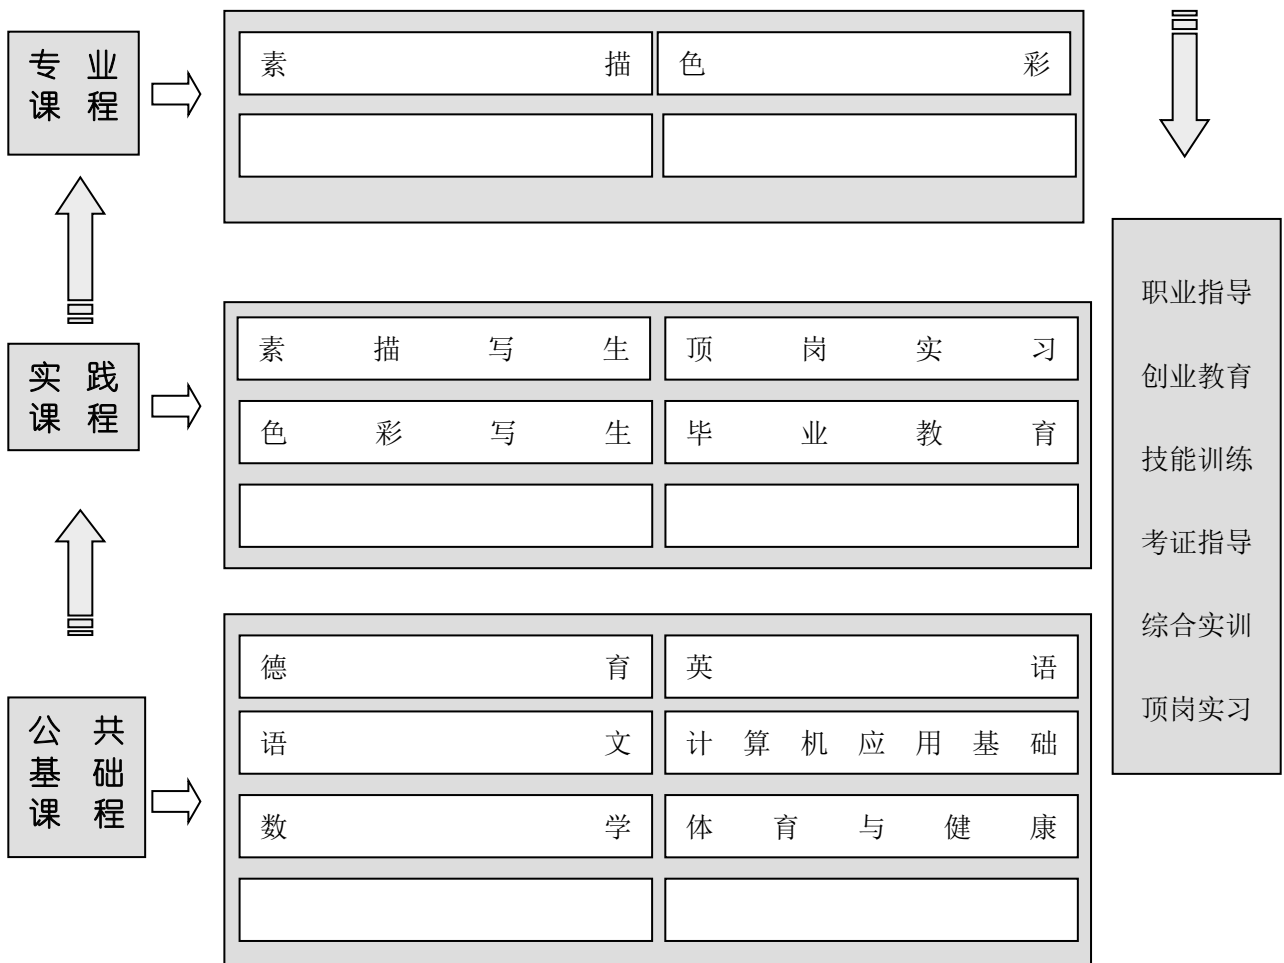 专业
课程
素描
色彩
实践
课程
素描写生
顶岗实习
色彩写生
毕业教育
公共
基础
课程
德育
英语
语文
计算机应用基础
数学
体育与健康
职业指导
创业教育
技能训练
考证指导
综合实训
顶岗实习